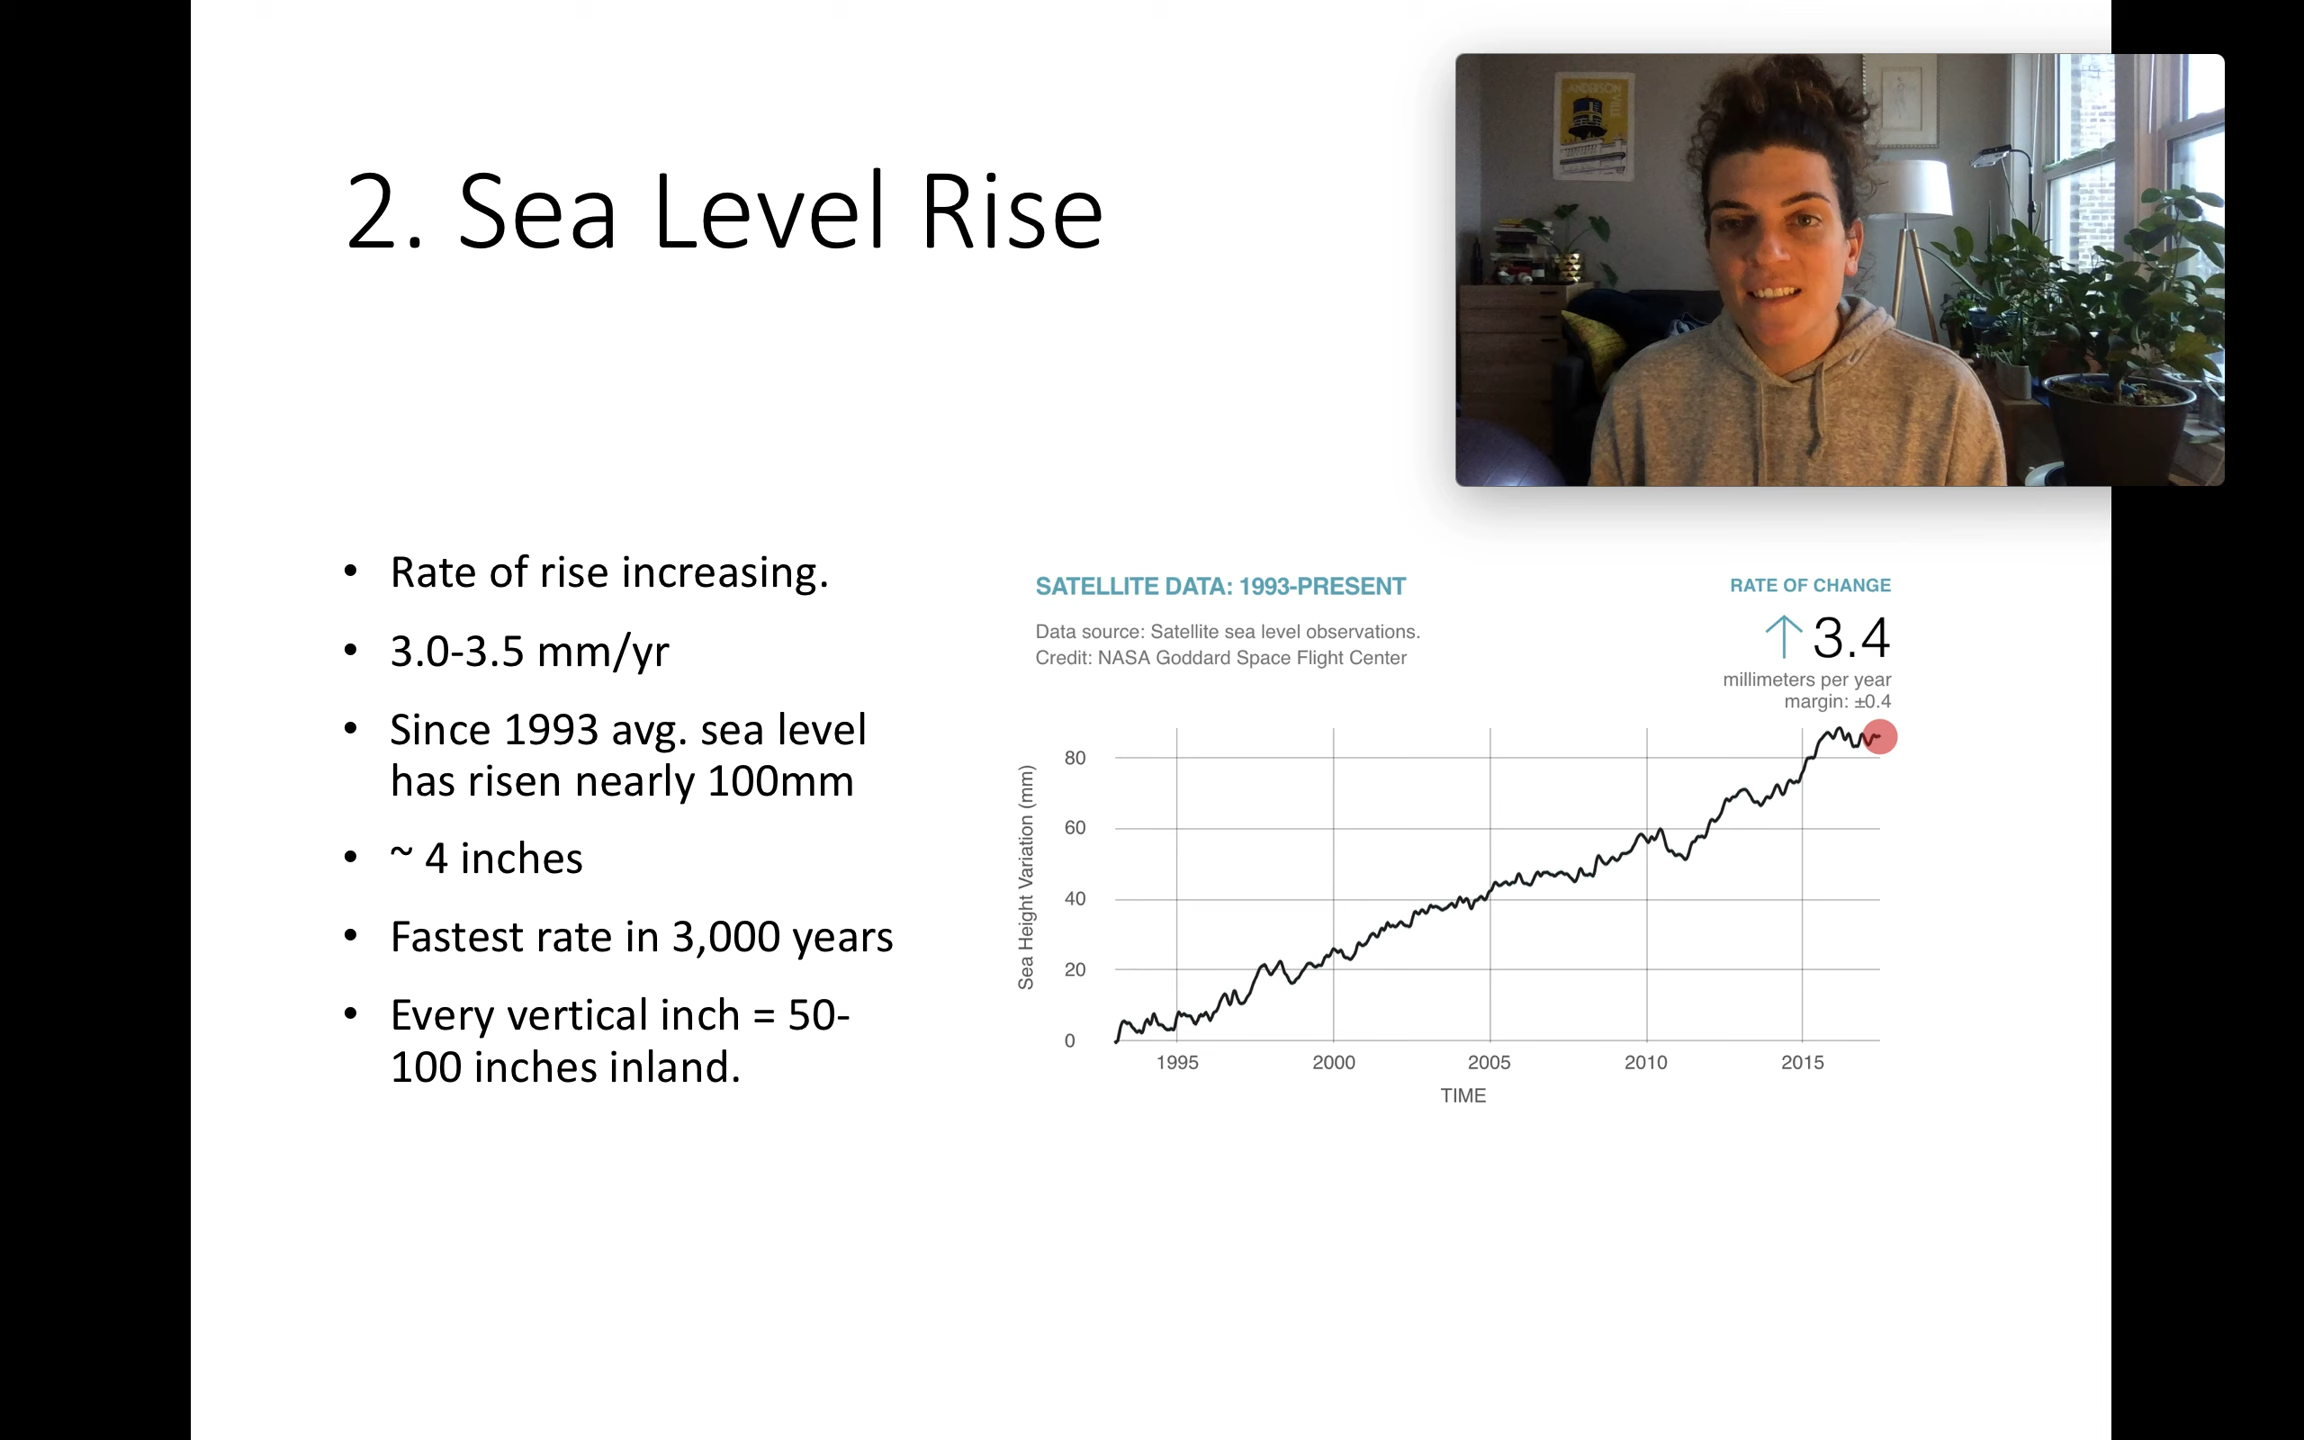 2. Sea Level Rise
ANDERSON
VILLE
• Rate of rise increasing.
• 3.0-3.5 mm/yr
• Since 1993 avg. sea level
has risen nearly 100mm
• ~ 4 inches
• Fastest rate in 3,000 years
• Every vertical inch = 50-
100 inches inland.
SATELLITE DATA: 1993-PRESENT
Data source: Satellite sea level observations.
Credit: NASA Goddard Space Flight Center
RATE OF CHANGE
↑ 3.4
millimeters per year
margin: ±0.4
Sea Height Variation (mm)
80
60
40
20
0
1995 2000 2005 2010 2015
TIME